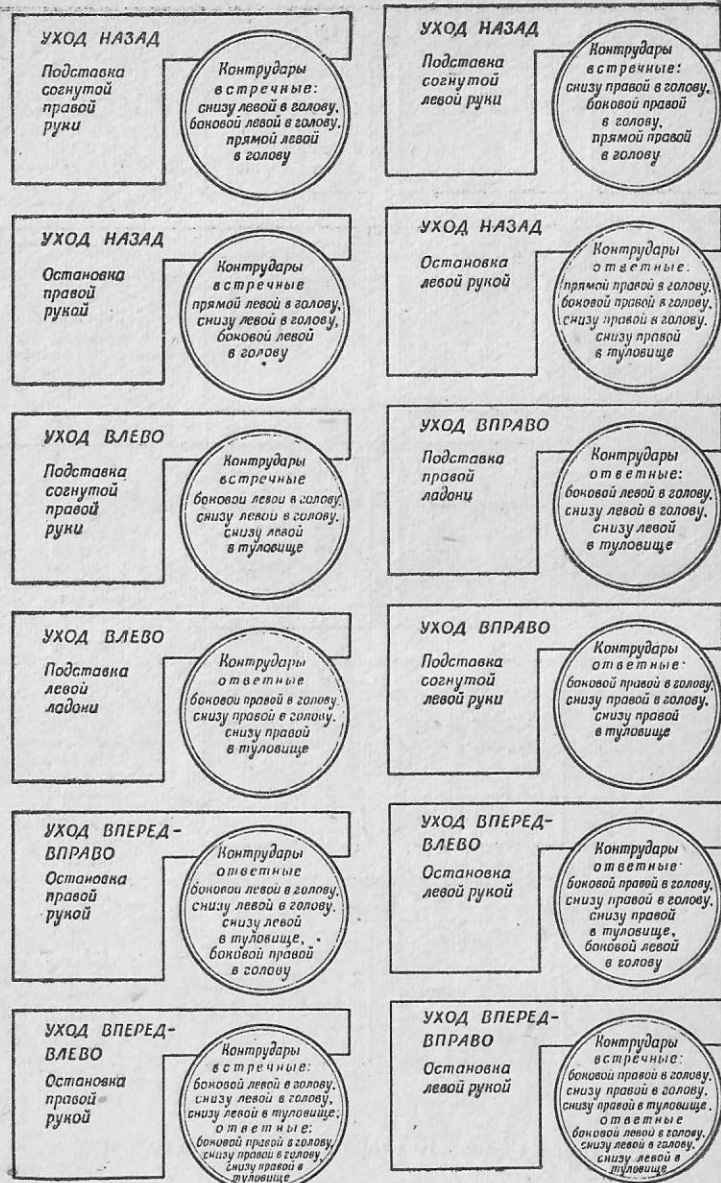 УХОД НАЗАД
Подставка
согнутой
правой
руки
Контрудары
встречные:
снизу левой в голову,
боковой левой в голову,
прямой левой
в голову
УХОД НАЗАД
Подставка
согнутой
левой руки
Контрудары
встречные:
снизу правой в голову,
боковой правой
в голову,
прямой правой
в голову
УХОД НАЗАД
Остановка
правой
рукой
Контрудары
встречные
прямой левой в голову,
снизу левой в голову,
боковой левой
в голову
УХОД НАЗАД
Остановка
левой рукой
Контрудары
ответные:
прямой правой в голову,
боковой правой в голову,
снизу правой в голову.
снизу правой
в туловище
УХОД ВЛЕВО
Подставка
согнутой
правой
руки
Контрудары
встречные
боковой левой в голову,
снизу левой в голову,
снизу левой
в туловище
УХОД ВПРАВО
Подставка
правой
ладони
Контрудары
ответные:
боковой левой в голову,
снизу левой в голову,
снизу левой
в туловище
УХОД ВЛЕВО
Подставка
левой
ладони
Контрудары
ответные
боковой правой в голову,
снизу правой в голову,
снизу правой
в туловище
УХОД ВПРАВО
Подставка
согнутой
левой руки
Контрудары
ответные:
боковой правой в голову,
снизу правой в голову,
снизу правой
в туловище
УХОД ВПЕРЕД-
ВПРАВО
Остановка
правой
рукой
Контрудары
ответные
боковой левой в голову,
снизу левой в голову,
снизу левой
в туловище,
боковой правой
в голову
УХОД ВПЕРЕД-
ВЛЕВО
Остановка
левой рукой
Контрудары
ответные:
боковой правой в голову,
снизу правой в голову,
снизу правой
в туловище,
боковой левой
в голову
УХОД ВПЕРЕД-
ВЛЕВО
Остановка
правой
рукой
Контрудары
встречные:
боковой левой в голову,
снизу левой в голову,
снизу левой в туловище;
ответные:
боковой правой в голову,
снизу правой в голову,
снизу правой в
туловище
УХОД ВПЕРЕД-
ВПРАВО
Остановка
левой рукой
Контрудары
встречные:
боковой правой в голову,
снизу правой в голову,
снизу правой в туловище.
ответные
боковой левой в голову,
снизу левой в голову,
снизу левой в
туловище